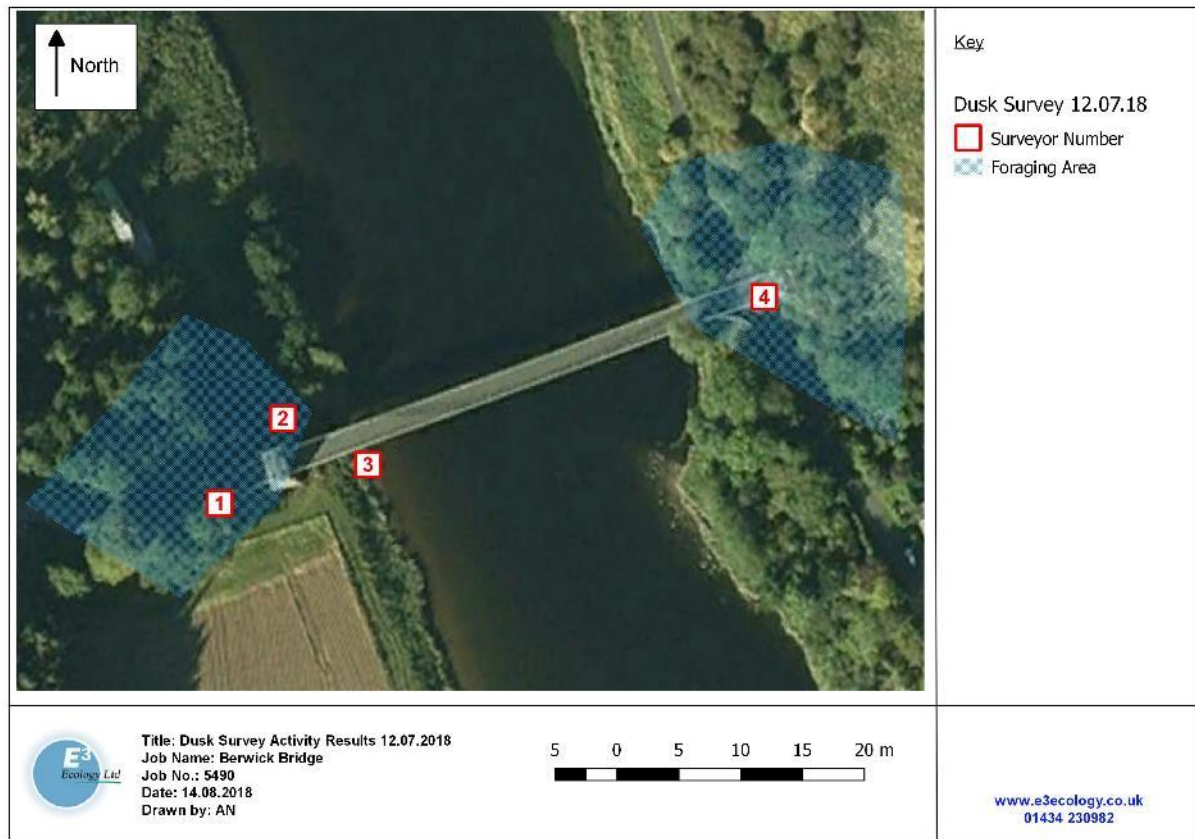 North
2
1
3
4
Key
Dusk Survey 12.07.18
Surveyor Number
Foraging Area
E3
Ecology Ltd
Title: Dusk Survey Activity Results 12.07.2018
Job Name: Berwick Bridge
Job No.: 5490
Date: 14.08.2018
Drawn by: AN
5 0 5 10 15 20 m
www.e3ecology.co.uk
01434 230982